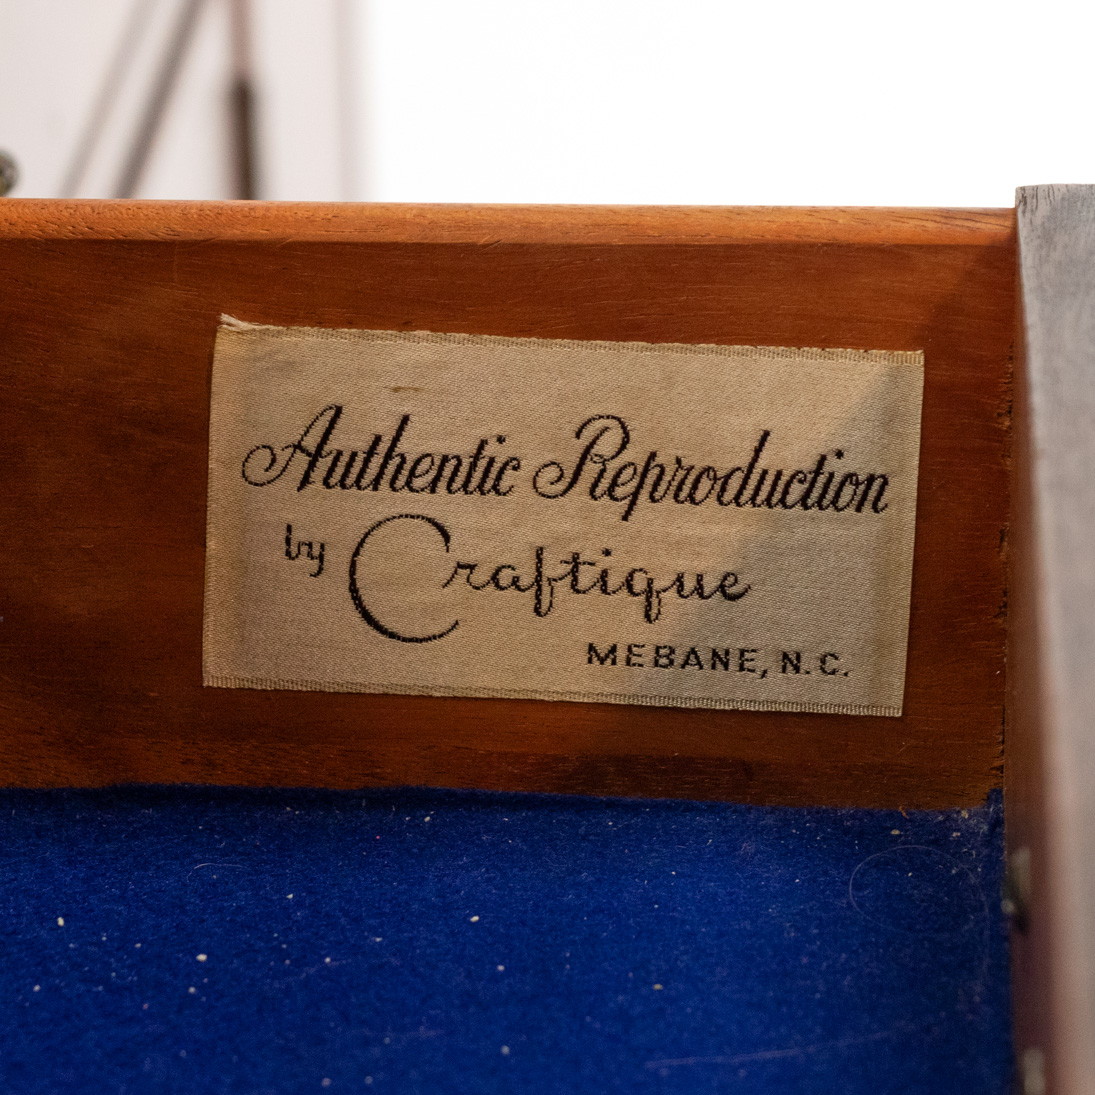 Authentic Reproduction
by Craftique
MEBANE, N.C.